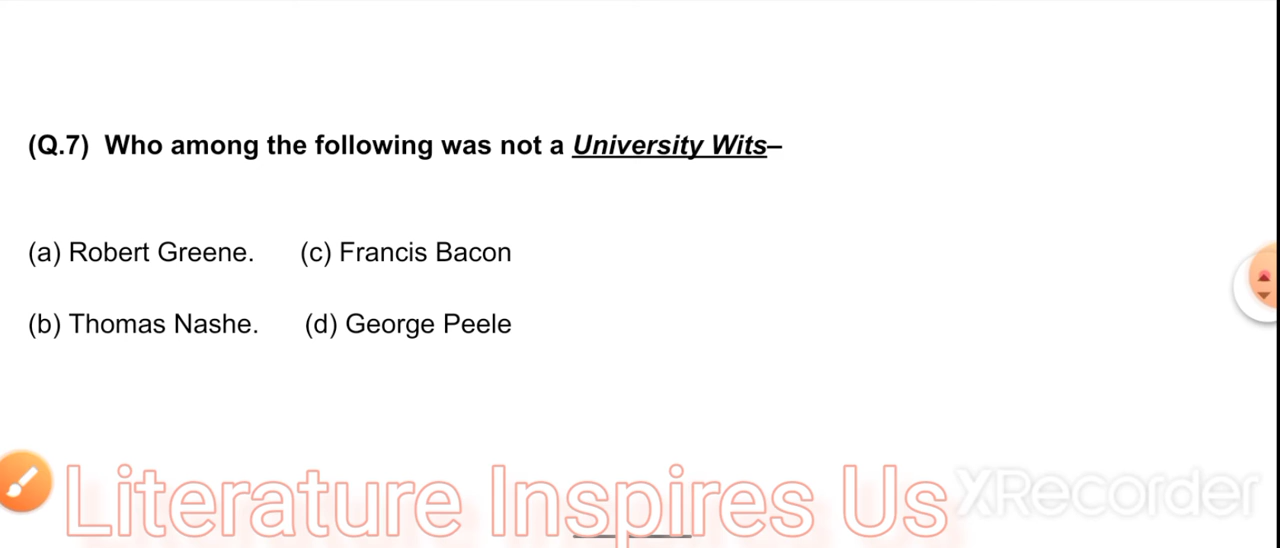 (Q.7) Who among the following was not a University Wits–
(a) Robert Greene. (c) Francis Bacon
(b) Thomas Nashe. (d) George Peele
Literature Inspires Us XRecorder